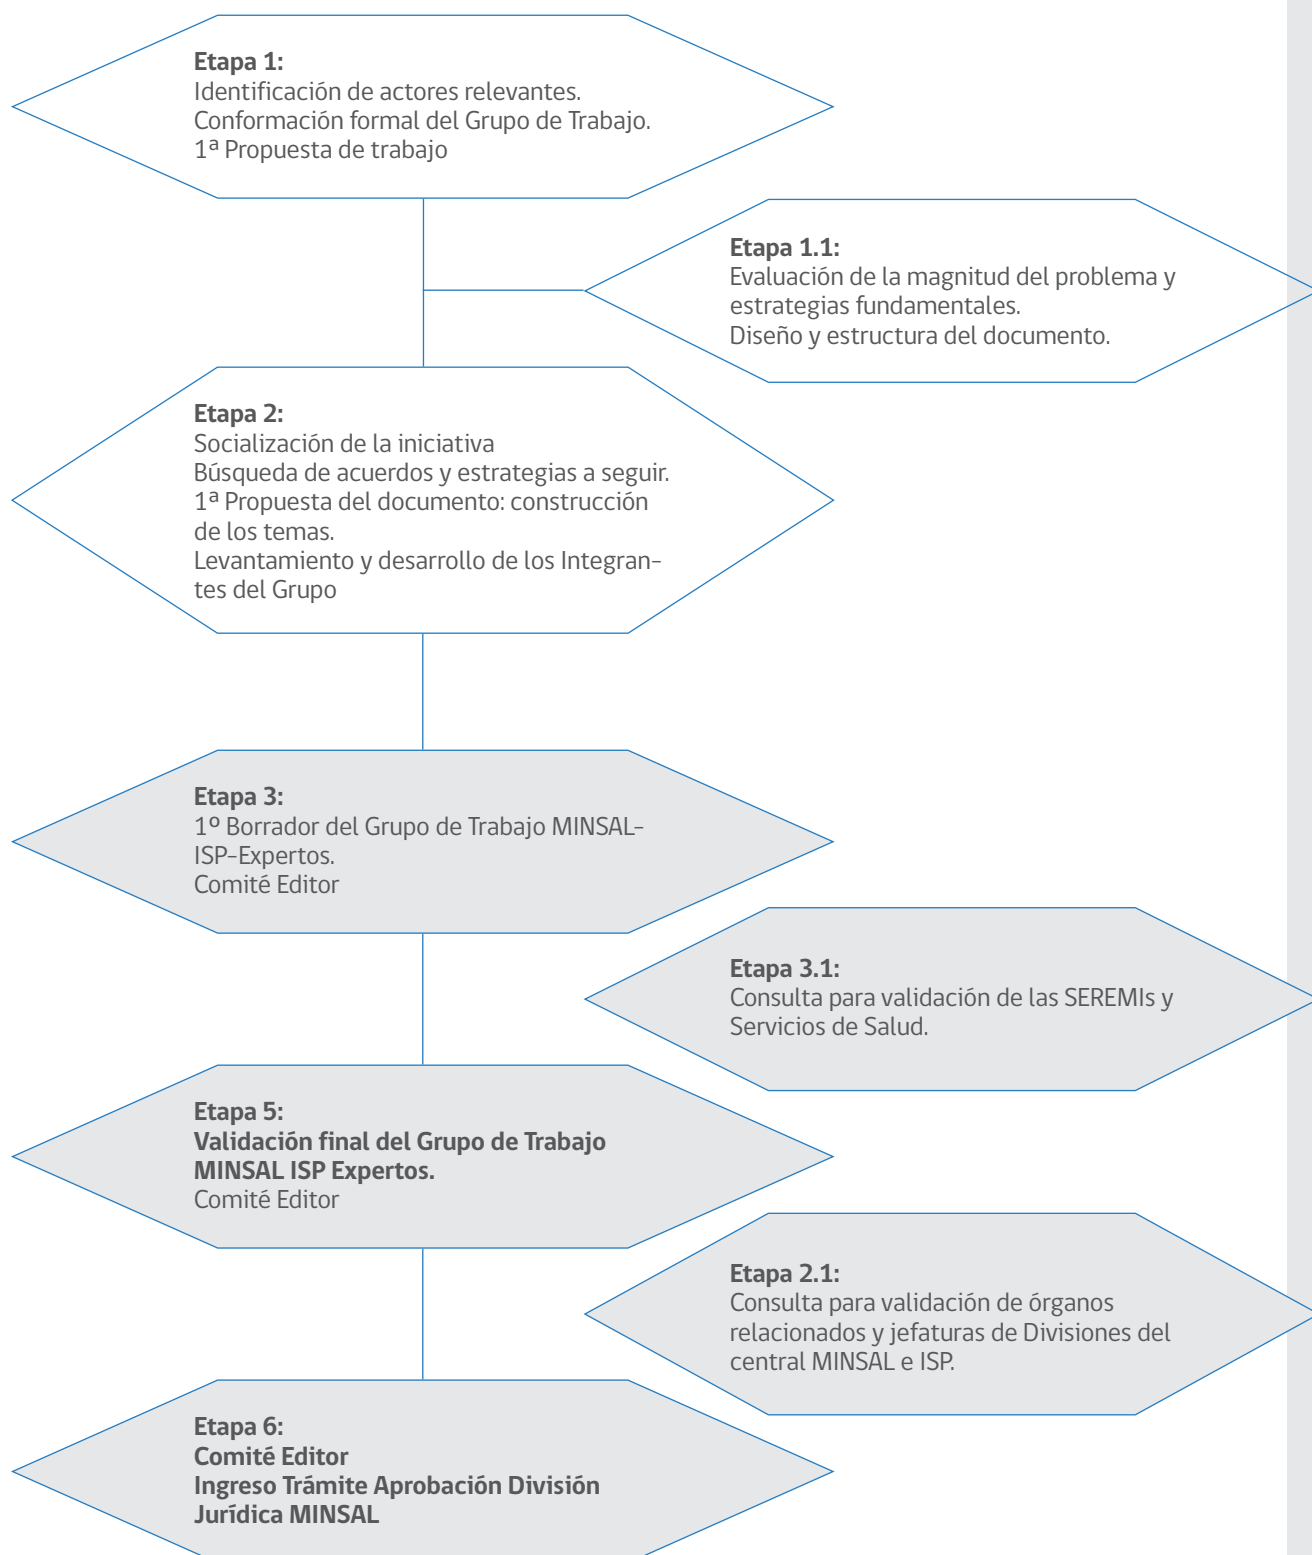 Etapa 1:
Identificación de actores relevantes.
Conformación formal del Grupo de Trabajo.
1ª Propuesta de trabajo
Etapa 1.1:
Evaluación de la magnitud del problema y
estrategias fundamentales.
Diseño y estructura del documento.
Etapa 2:
Socialización de la iniciativa
Búsqueda de acuerdos y estrategias a seguir.
1ª Propuesta del documento: construcción
de los temas.
Levantamiento y desarrollo de los Integran-
tes del Grupo
Etapa 3:
1º Borrador del Grupo de Trabajo MINSAL-
ISP-Expertos.
Comité Editor
Etapa 3.1:
Consulta para validación de las SEREMIs y
Servicios de Salud.
Etapa 5:
Validación final del Grupo de Trabajo
MINSAL ISP Expertos.
Comité Editor
Etapa 2.1:
Consulta para validación de órganos
relacionados y jefaturas de Divisiones del
central MINSAL e ISP.
Etapa 6:
Comité Editor
Ingreso Trámite Aprobación División
Jurídica MINSAL